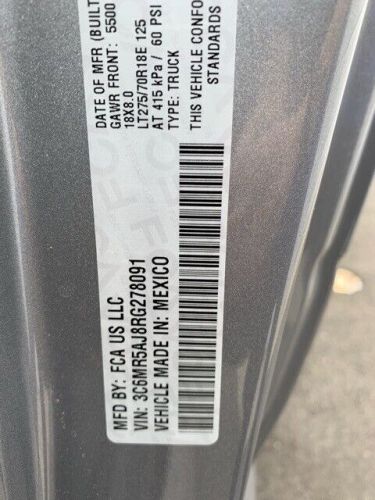 MFD BY: FCA US LLC
DATE OF MFR (BUILT
GAWR FRONT: 5500
18X8.0
LT275/70R18E 125
AT 415 kPa / 60 PSI
THIS VEHICLE CONFO
STANDARDS
VIN: 3C6MR5AJ8RG278091
TYPE: TRUCK
VEHICLE MADE IN: MEXICO